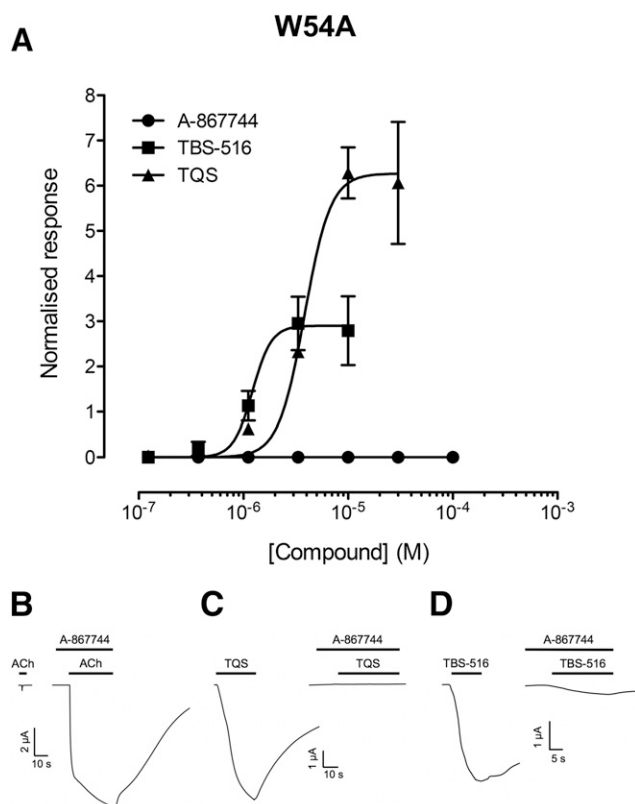 W54A
A
8
7
6
5
4
3
2
1
0
Normalised response
A-867744
TBS-516
TQS
10⁻⁷ 10⁻⁶ 10⁻⁵ 10⁻⁴ 10⁻³
[Compound] (M)
B
A-867744
ACh ACh
2 µA
10 s
C
A-867744
TQS TQS
1 µA
10 s
D
A-867744
TBS-516 TBS-516
1 µA
5 s